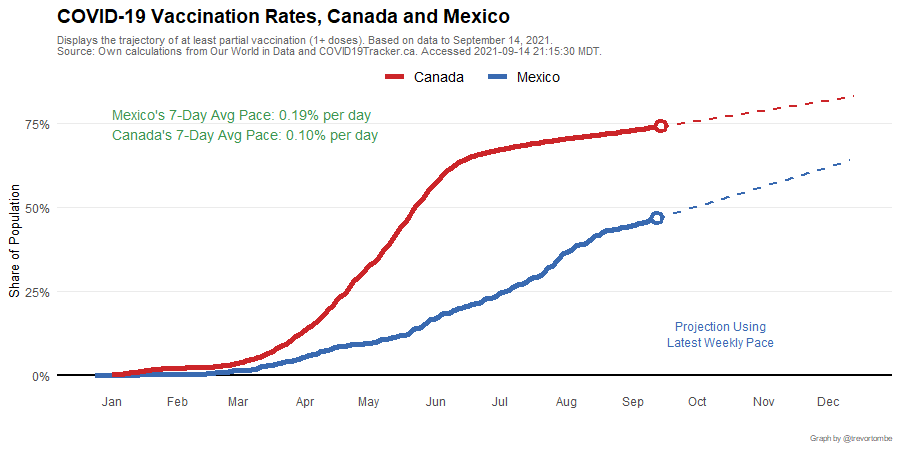 COVID-19 Vaccination Rates, Canada and Mexico
Displays the trajectory of at least partial vaccination (1+ doses). Based on data to September 14, 2021.
Source: Own calculations from Our World in Data and COVID19Tracker.ca. Accessed 2021-09-14 21:15:30 MDT.
Canada Mexico
Mexico's 7-Day Avg Pace: 0.19% per day
Canada's 7-Day Avg Pace: 0.10% per day
75%
50%
25%
0%
Share of Population
Projection Using
Latest Weekly Pace
Jan Feb Mar Apr May Jun Jul Aug Sep Oct Nov Dec
Graph by @trevortombe